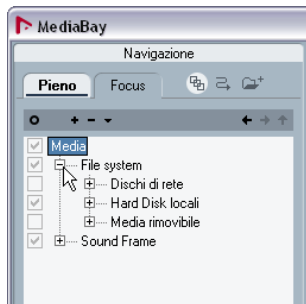 MediaBay
Navigazione
Pieno Focus
Media
File system
Dischi di rete
Hard Disk locali
Media rimovibile
Sound Frame